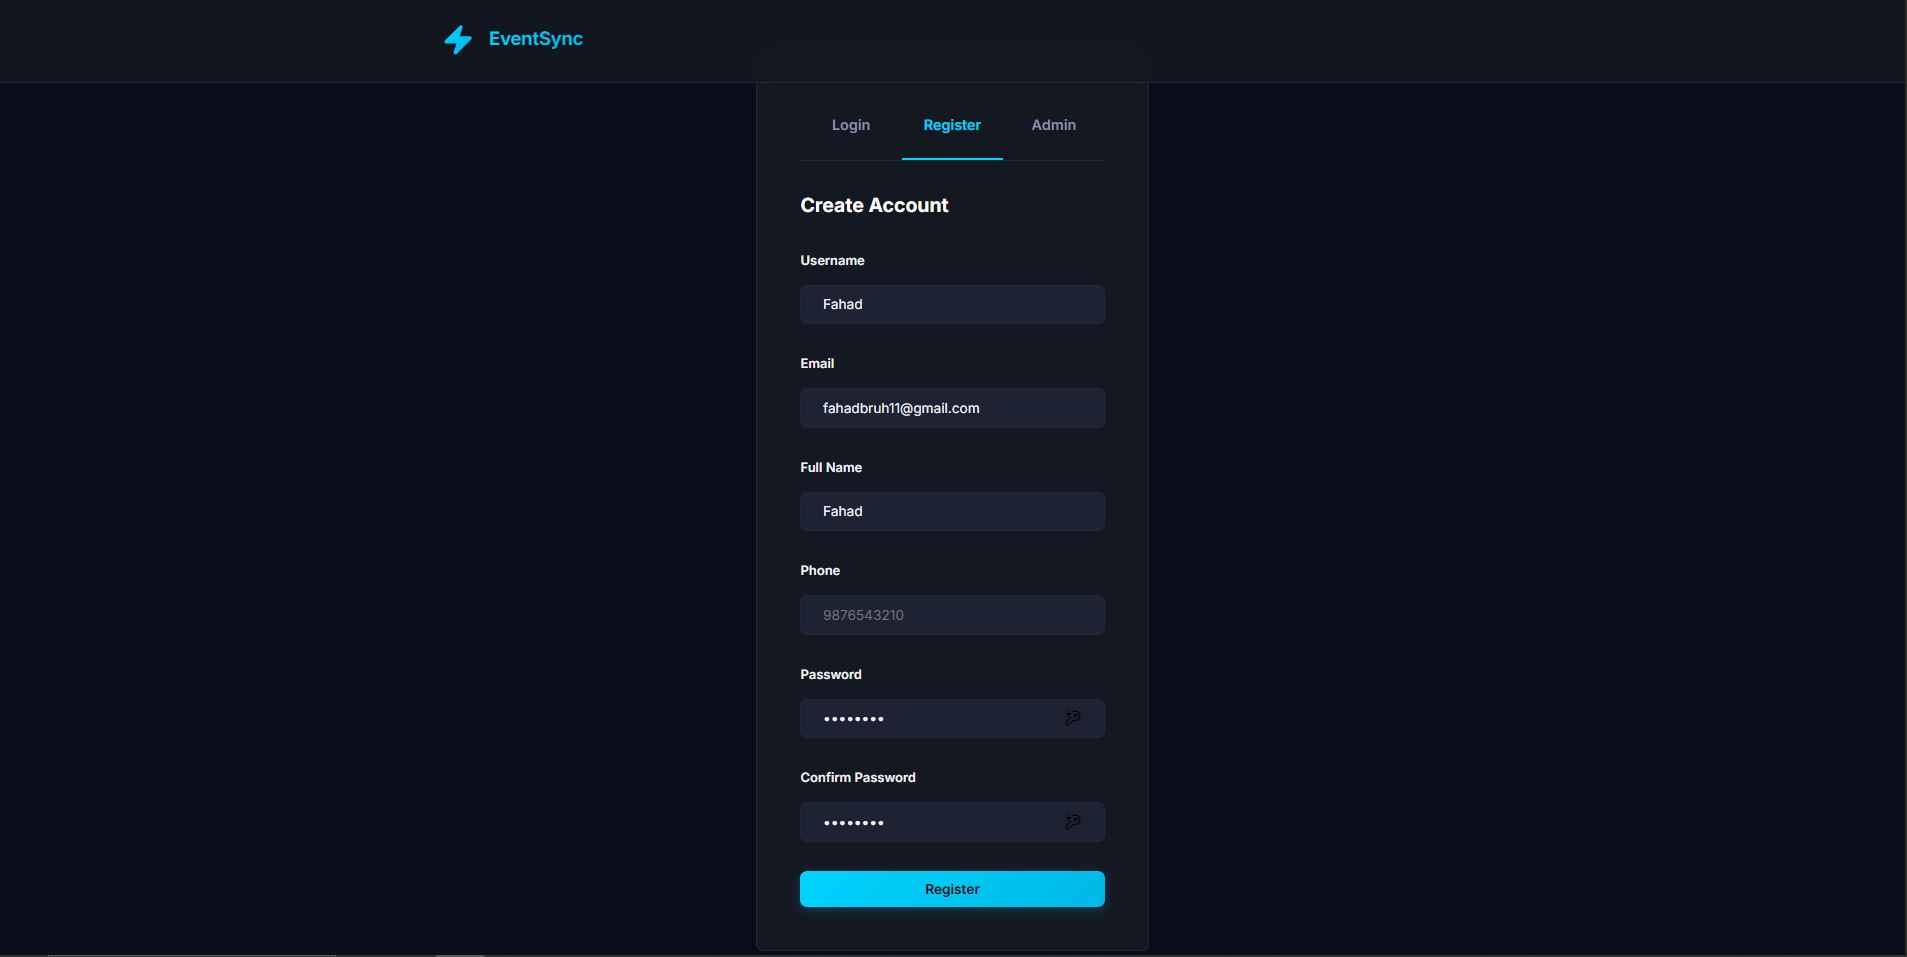 EventSync
Login Register Admin
Create Account
Username
Fahad
Email
fahadbruh11@gmail.com
Full Name
Fahad
Phone
9876543210
Password
••••••••
Confirm Password
••••••••
Register